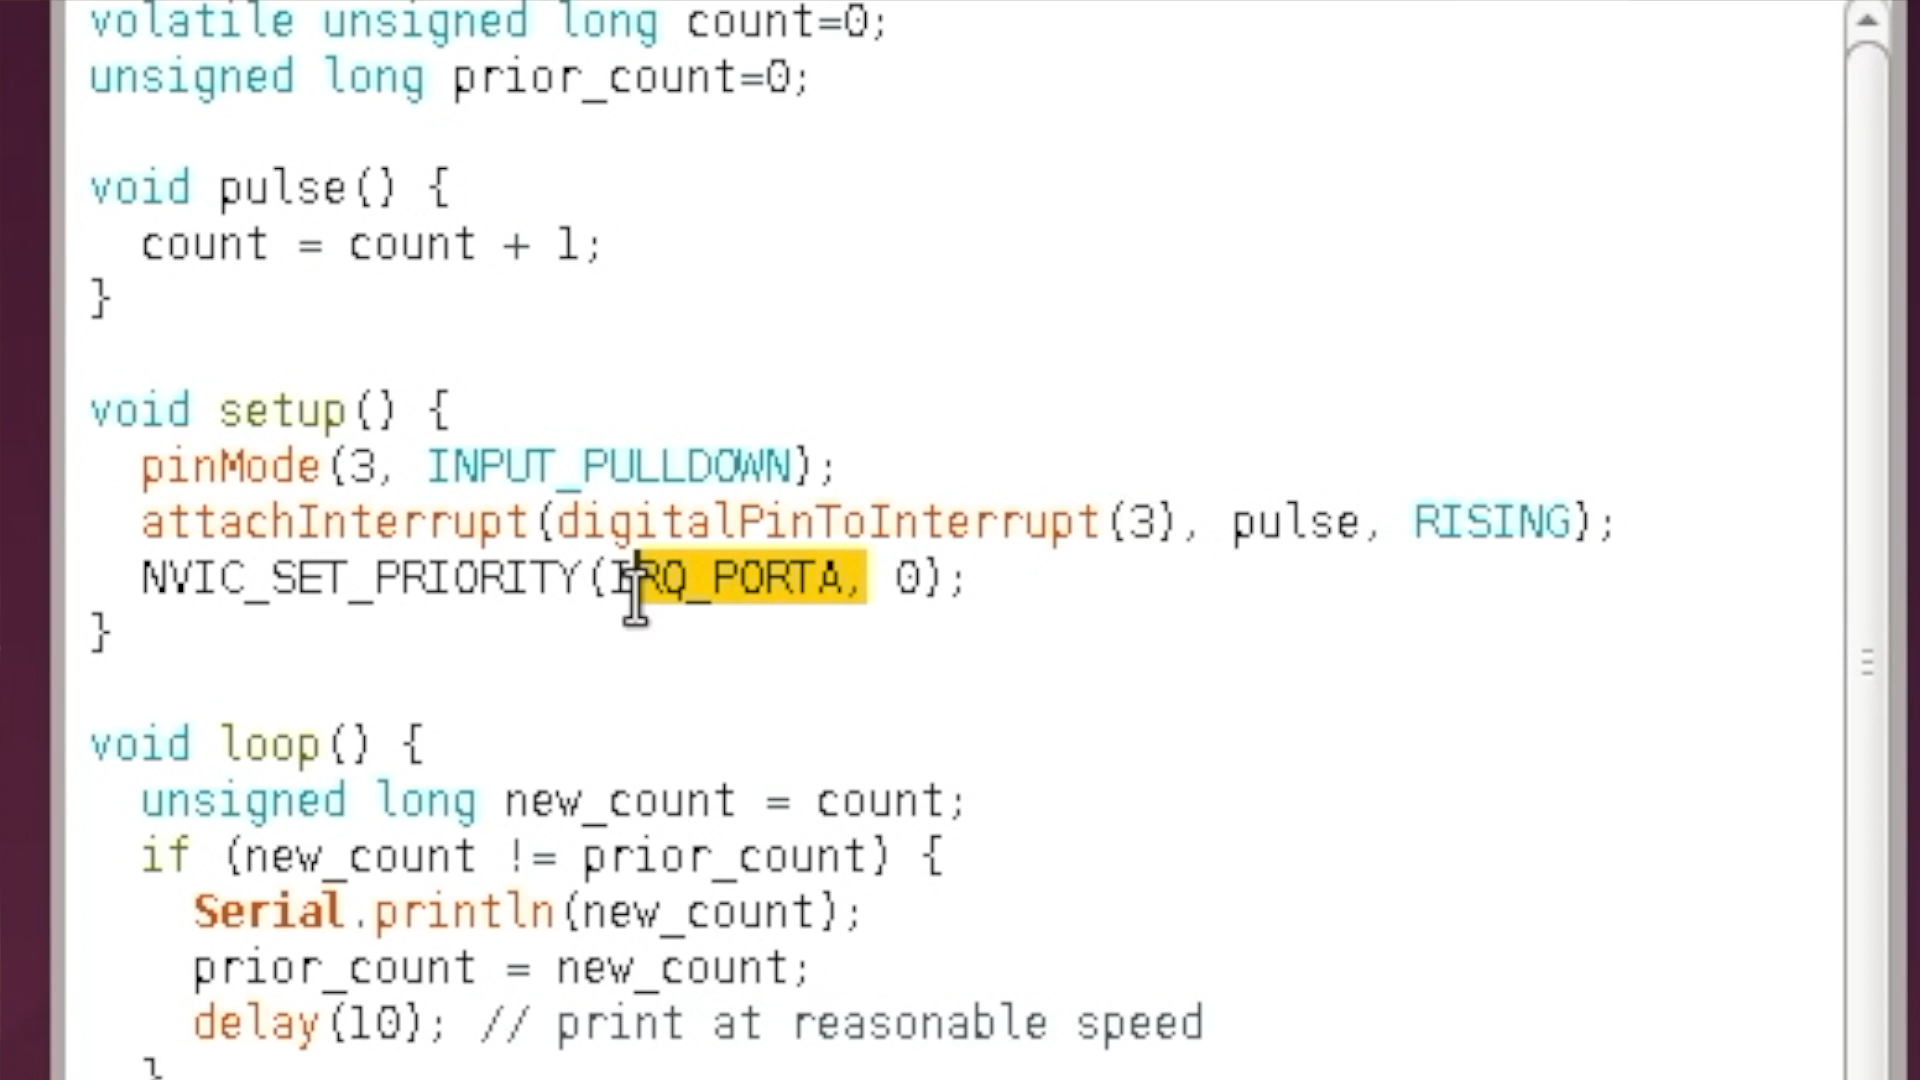 volatile unsigned long count=0;
unsigned long prior_count=0;
void pulse() {
count = count + 1;
}
void setup() {
pinMode(3, INPUT_PULLDOWN);
attachInterrupt(digitalPinToInterrupt(3), pulse, RISING);
NVIC_SET_PRIORITY(IRQ_PORTA, 0);
}
void loop() {
unsigned long new_count = count;
if (new_count != prior_count) {
Serial.println(new_count);
prior_count = new_count;
delay(10); // print at reasonable speed
}